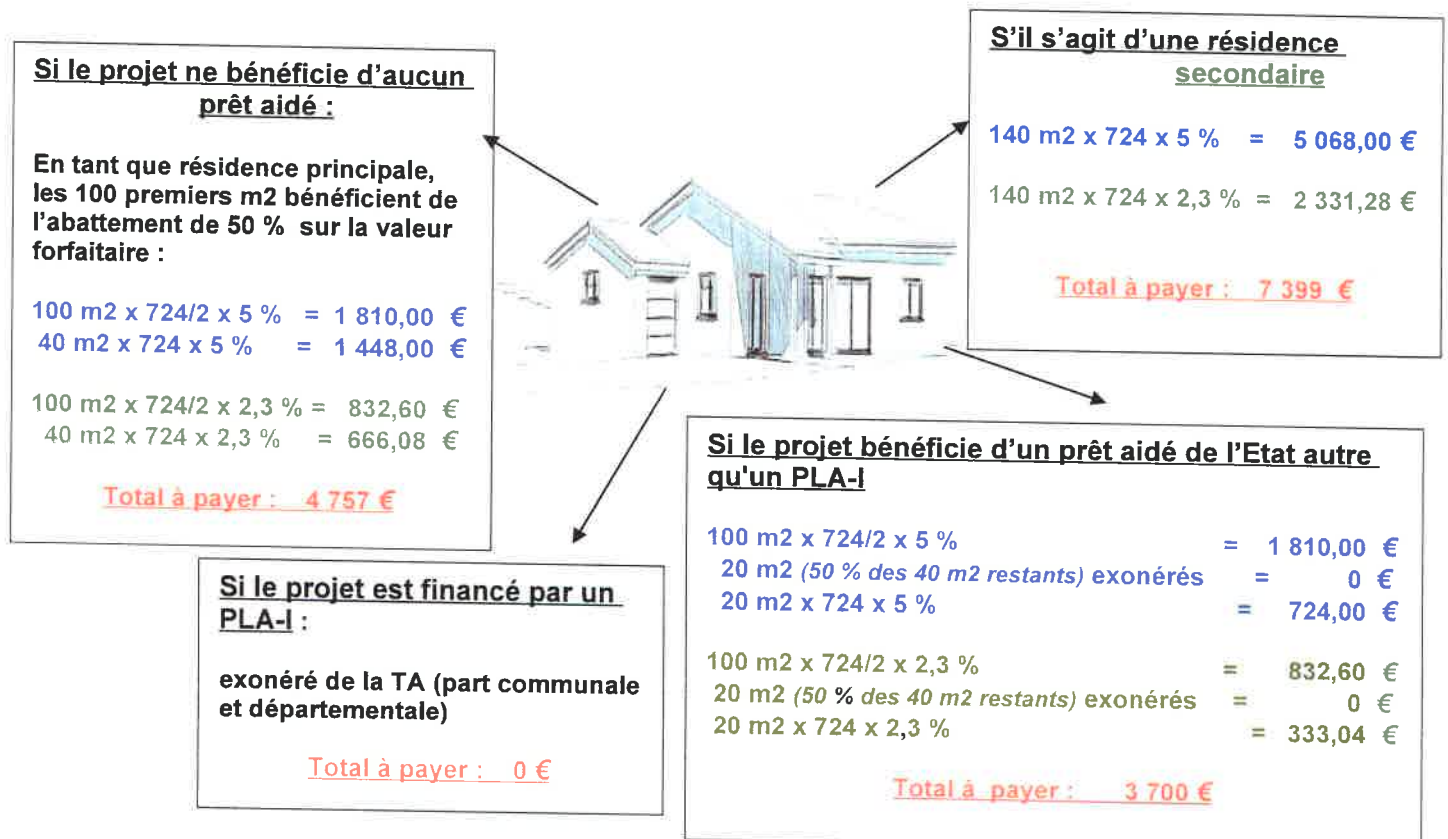 Si le projet ne bénéficie d'aucun
prêt aidé :
En tant que résidence principale,
les 100 premiers m2 bénéficient de
l'abattement de 50 % sur la valeur
forfaitaire :
100 m2 x 724/2 x 5 % = 1 810,00 €
40 m2 x 724 x 5 % = 1 448,00 €
100 m2 x 724/2 x 2,3 % = 832,60 €
40 m2 x 724 x 2,3 % = 666,08 €
Total à payer : 4 757 €
S'il s'agit d'une résidence
secondaire
140 m2 x 724 x 5 % = 5 068,00 €
140 m2 x 724 x 2,3 % = 2 331,28 €
Total à payer : 7 399 €
Si le projet est financé par un
PLA-I :
exonéré de la TA (part communale
et départementale)
Total à payer : 0 €
Si le projet bénéficie d'un prêt aidé de l'Etat autre
qu'un PLA-I
100 m2 x 724/2 x 5 % = 1 810,00 €
20 m2 (50 % des 40 m2 restants) exonérés = 0 €
20 m2 x 724 x 5 % = 724,00 €
100 m2 x 724/2 x 2,3 % = 832,60 €
20 m2 (50 % des 40 m2 restants) exonérés = 0 €
20 m2 x 724 x 2,3 % = 333,04 €
Total à payer : 3 700 €